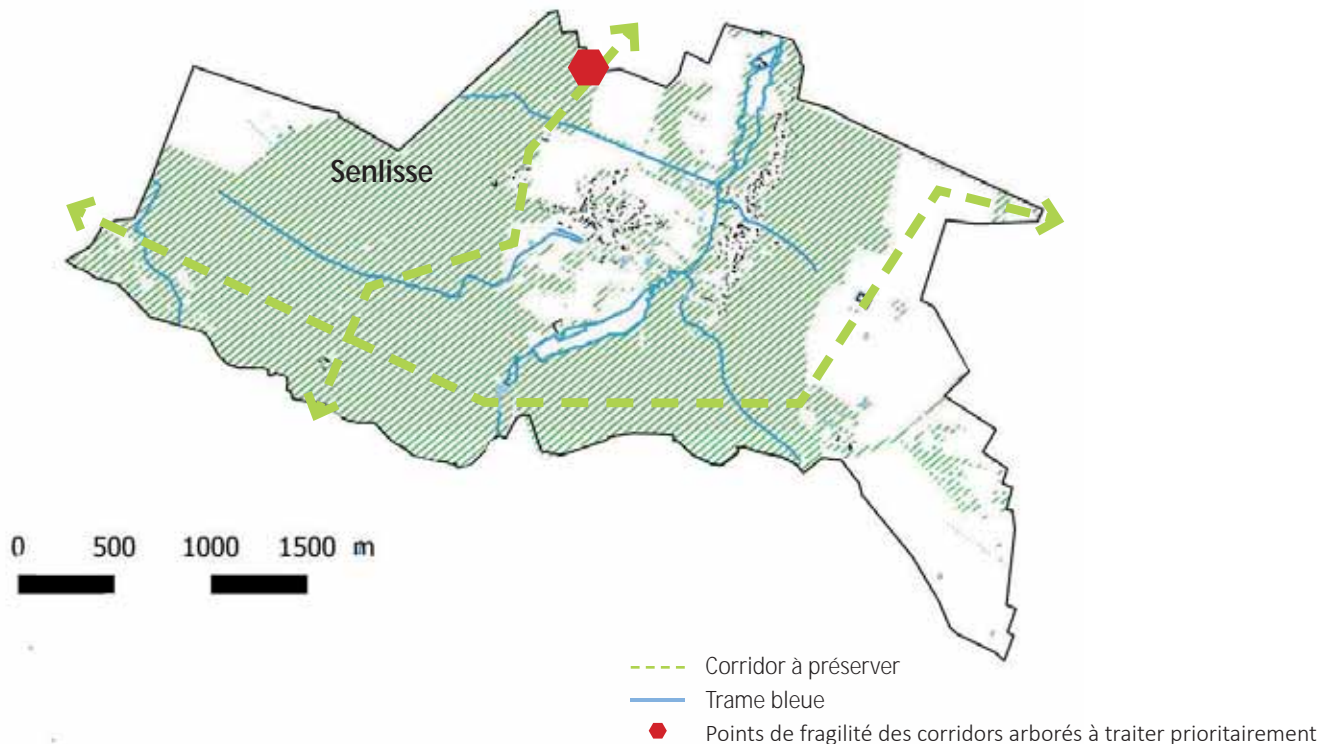 Senlisse
0 500 1000 1500 m
Corridor à préserver
Trame bleue
Points de fragilité des corridors arborés à traiter prioritairement